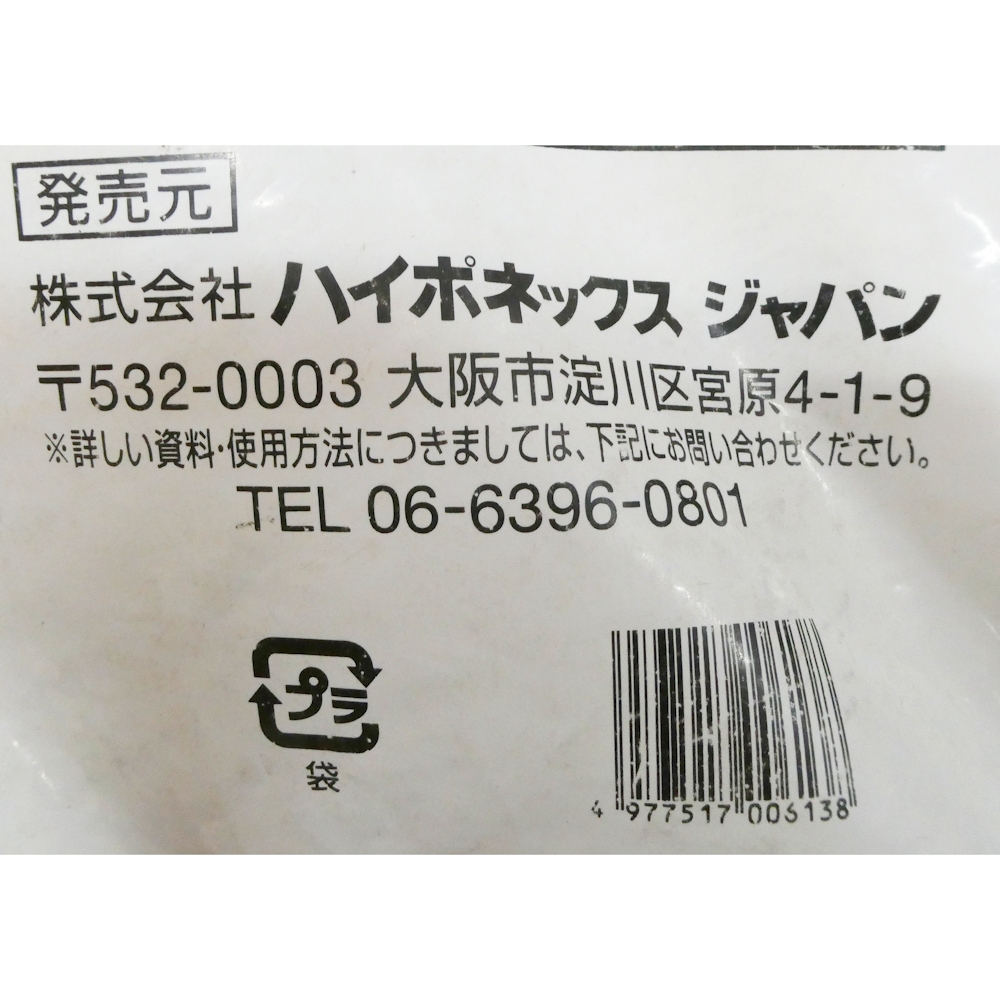 発売元
株式会社 ハイポネックス ジャパン
〒532-0003 大阪市淀川区宮原4-1-9
※詳しい資料・使用方法につきましては、下記にお問い合わせください。
TEL 06-6396-0801
プラ
袋
4 977517 006138